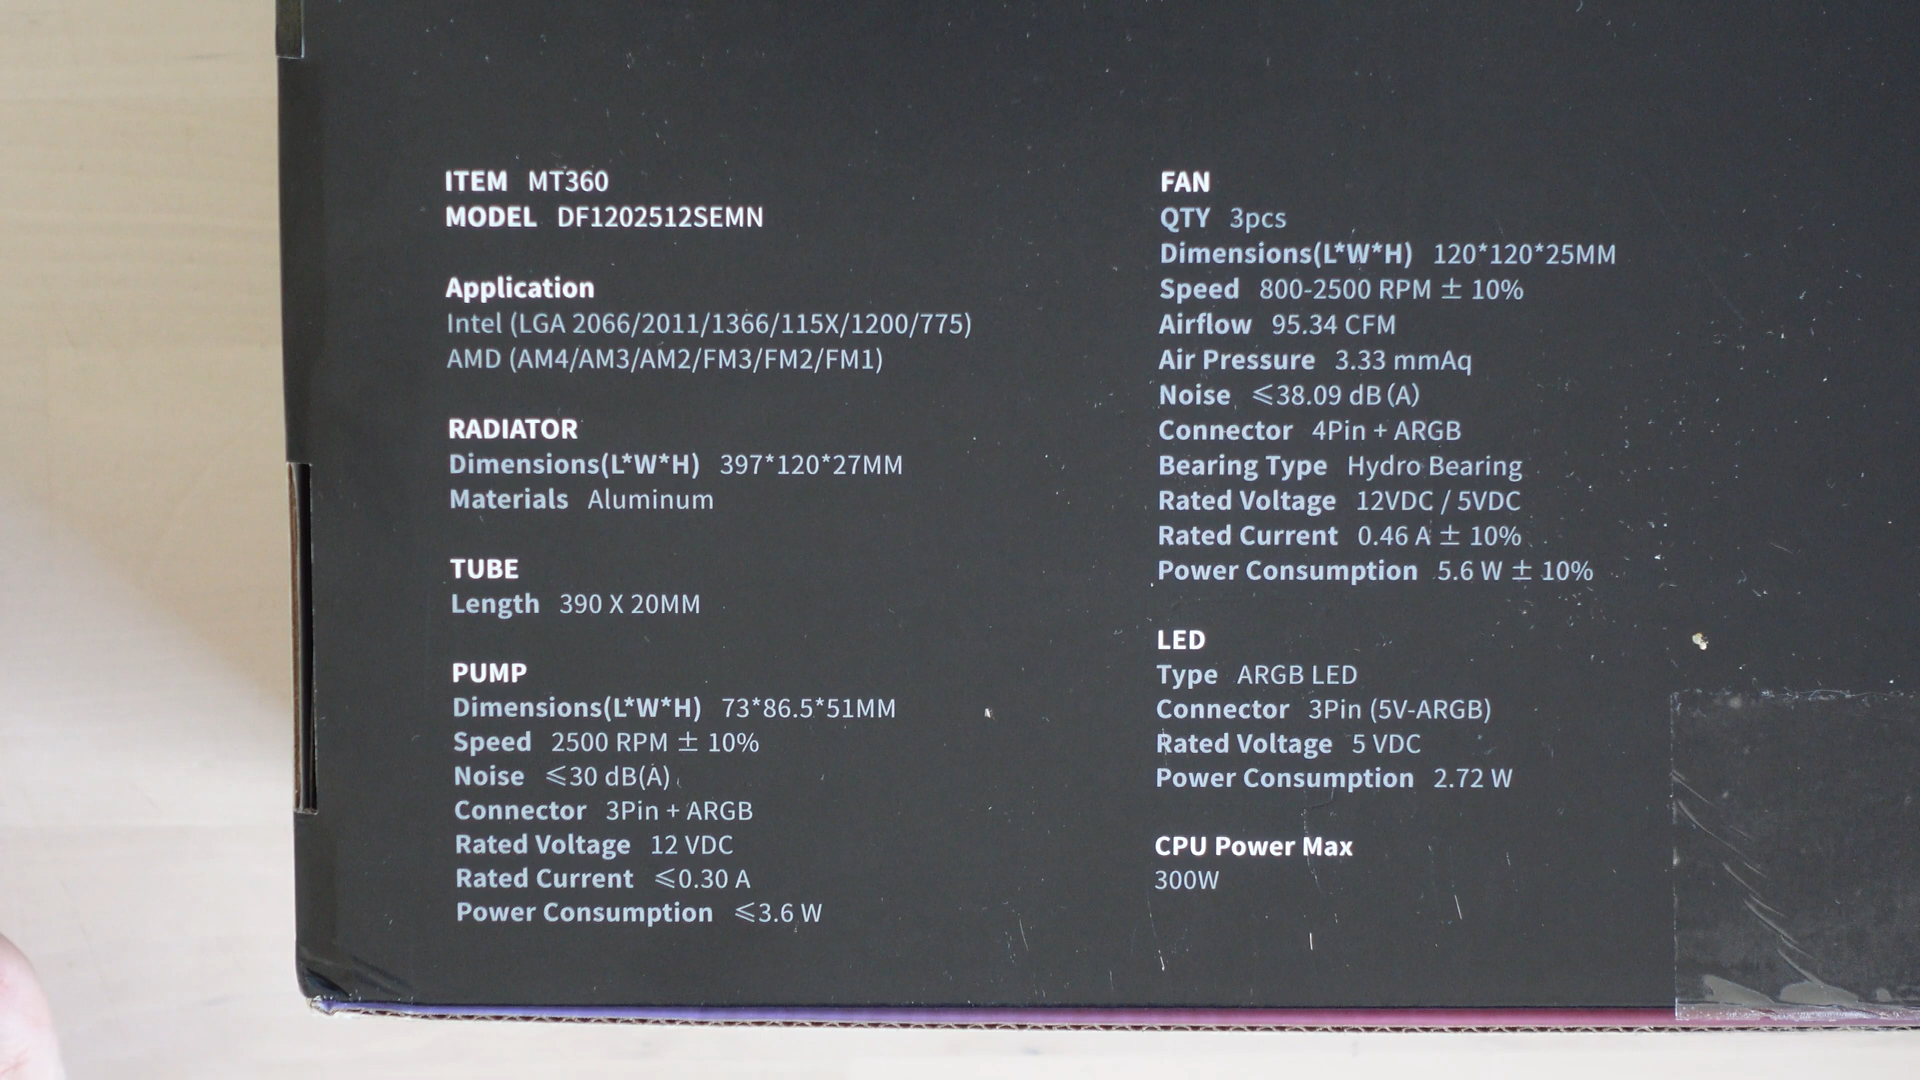 ITEM MT360
MODEL DF1202512SEMN
Application
Intel (LGA 2066/2011/1366/115X/1200/775)
AMD (AM4/AM3/AM2/FM3/FM2/FM1)
RADIATOR
Dimensions(L*W*H) 397*120*27MM
Materials Aluminum
TUBE
Length 390 X 20MM
PUMP
Dimensions(L*W*H) 73*86.5*51MM
Speed 2500 RPM ± 10%
Noise ⩽30 dB(A)
Connector 3Pin + ARGB
Rated Voltage 12 VDC
Rated Current ⩽0.30 A
Power Consumption ⩽3.6 W
FAN
QTY 3pcs
Dimensions(L*W*H) 120*120*25MM
Speed 800-2500 RPM ± 10%
Airflow 95.34 CFM
Air Pressure 3.33 mmAq
Noise ⩽38.09 dB(A)
Connector 4Pin + ARGB
Bearing Type Hydro Bearing
Rated Voltage 12VDC / 5VDC
Rated Current 0.46 A ± 10%
Power Consumption 5.6 W ± 10%
LED
Type ARGB LED
Connector 3Pin (5V-ARGB)
Rated Voltage 5 VDC
Power Consumption 2.72 W
CPU Power Max
300W